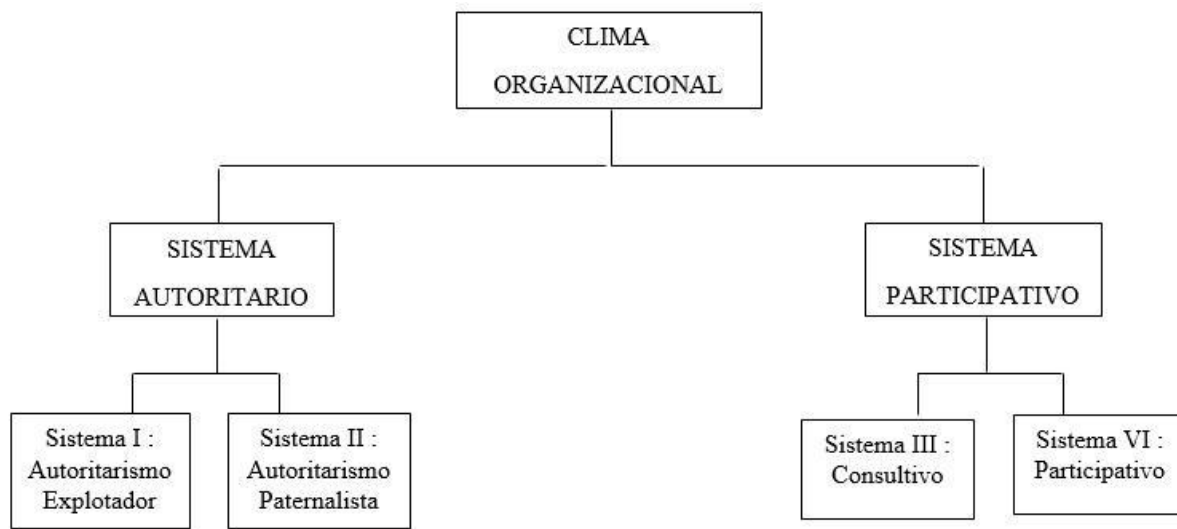 CLIMA
ORGANIZACIONAL
SISTEMA
AUTORITARIO
SISTEMA
PARTICIPATIVO
Sistema I :
Autoritarismo
Explotador
Sistema II :
Autoritarismo
Paternalista
Sistema III :
Consultivo
Sistema VI :
Participativo